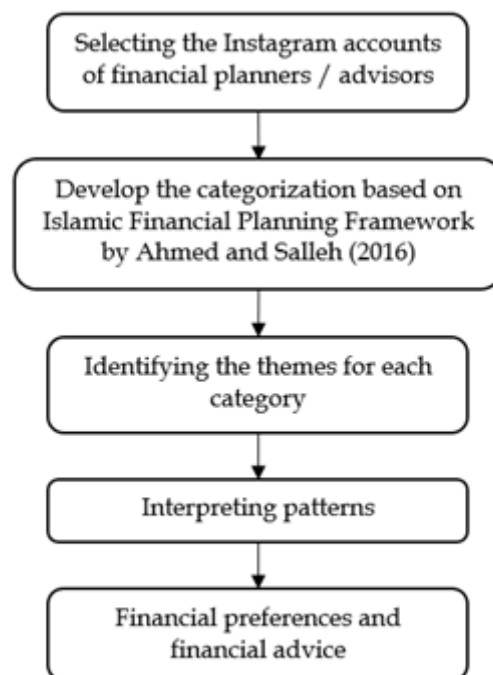 Selecting the Instagram accounts
of financial planners / advisors
Develop the categorization based on
Islamic Financial Planning Framework
by Ahmed and Salleh (2016)
Identifying the themes for each
category
Interpreting patterns
Financial preferences and
financial advice